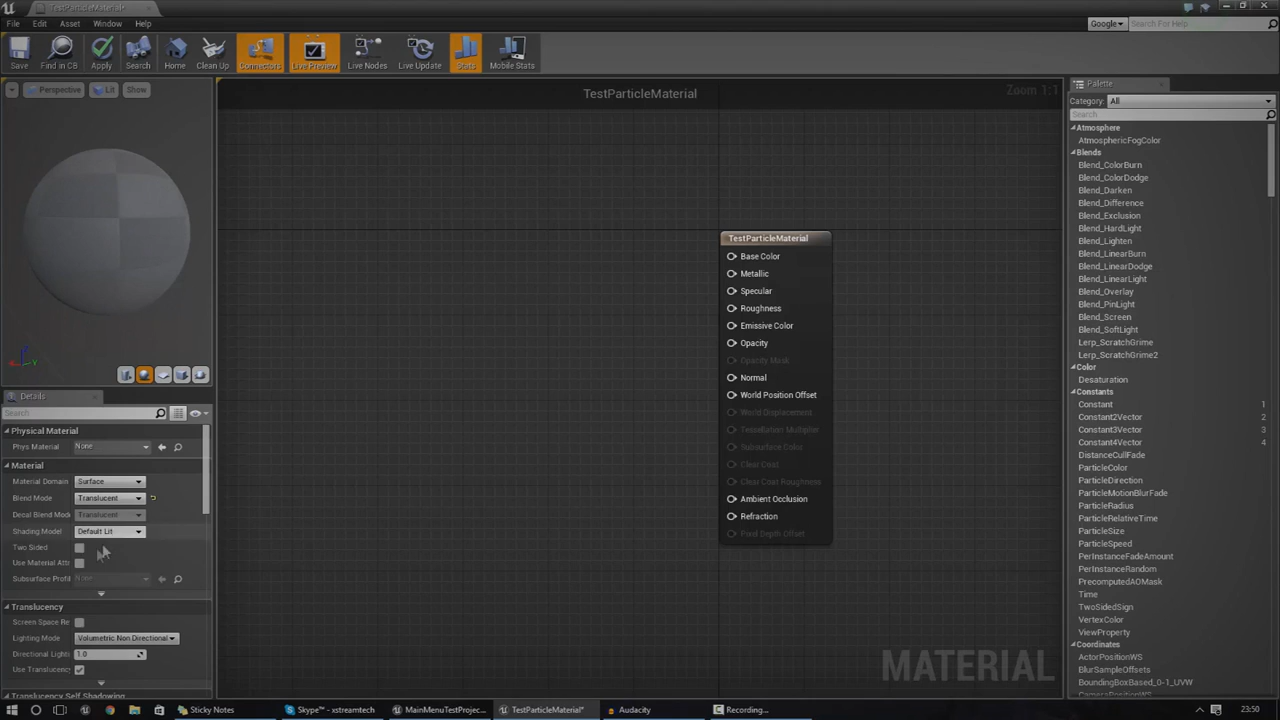 TestParticleMaterial*
File Edit Asset Window Help
Google Search For Help
Save Find in CB Apply Search Home Clean Up Connectors Live Preview Live Nodes Live Update Stats Mobile Stats
Perspective Lit Show
TestParticleMaterial
Zoom 1:1
Palette
Category: All
Search
Atmosphere
AtmosphericFogColor
Blends
Blend_ColorBurn
Blend_ColorDodge
Blend_Darken
Blend_Difference
Blend_Exclusion
Blend_HardLight
Blend_Lighten
Blend_LinearBurn
Blend_LinearDodge
Blend_LinearLight
Blend_Overlay
Blend_PinLight
Blend_Screen
Blend_SoftLight
Lerp_ScratchGrime
Lerp_ScratchGrime2
Color
Desaturation
Constants
Constant 1
Constant2Vector 2
Constant3Vector 3
Constant4Vector 4
DistanceCullFade
ParticleColor
ParticleDirection
ParticleMotionBlurFade
ParticleRadius
ParticleRelativeTime
ParticleSize
ParticleSpeed
PerInstanceFadeAmount
PerInstanceRandom
PrecomputedAOMask
Time
TwoSidedSign
VertexColor
ViewProperty
Coordinates
ActorPositionWS
BlurSampleOffsets
BoundingBoxBased_0-1_UVW
CameraPositionWS
TestParticleMaterial
Base Color
Metallic
Specular
Roughness
Emissive Color
Opacity
Opacity Mask
Normal
World Position Offset
World Displacement
Tessellation Multiplier
Subsurface Color
Clear Coat
Clear Coat Roughness
Ambient Occlusion
Refraction
Pixel Depth Offset
MATERIAL
Details
Search
Physical Material
Phys Material None
Material
Material Domain Surface
Blend Mode Translucent
Decal Blend Mode Translucent
Shading Model Default Lit
Two Sided
Use Material Attr
Subsurface Profil None
Translucency
Screen Space Re
Lighting Mode Volumetric Non Directional
Directional Lighti 1.0
Use Translucency
Translucency Self Shadowing
Sticky Notes Skype™ - xstreamtech MainMenuTestProjec... TestParticleMaterial* Audacity Recording... 23:50